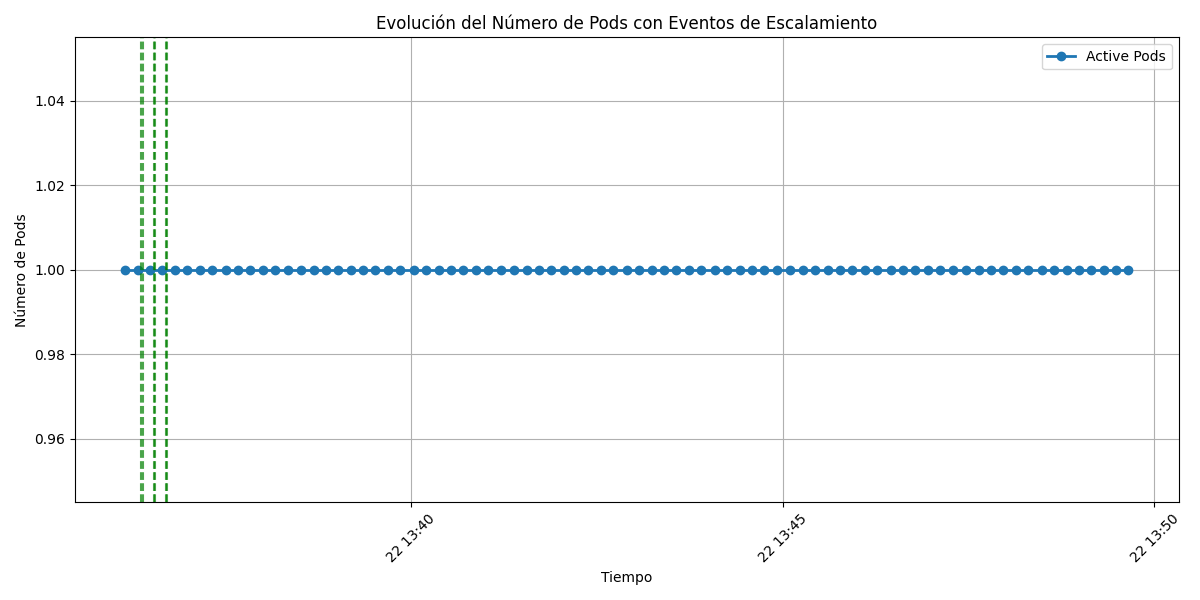 Evolución del Número de Pods con Eventos de Escalamiento
Active Pods
1.04
1.02
1.00
0.98
0.96
Número de Pods
22 13:40
22 13:45
22 13:50
Tiempo